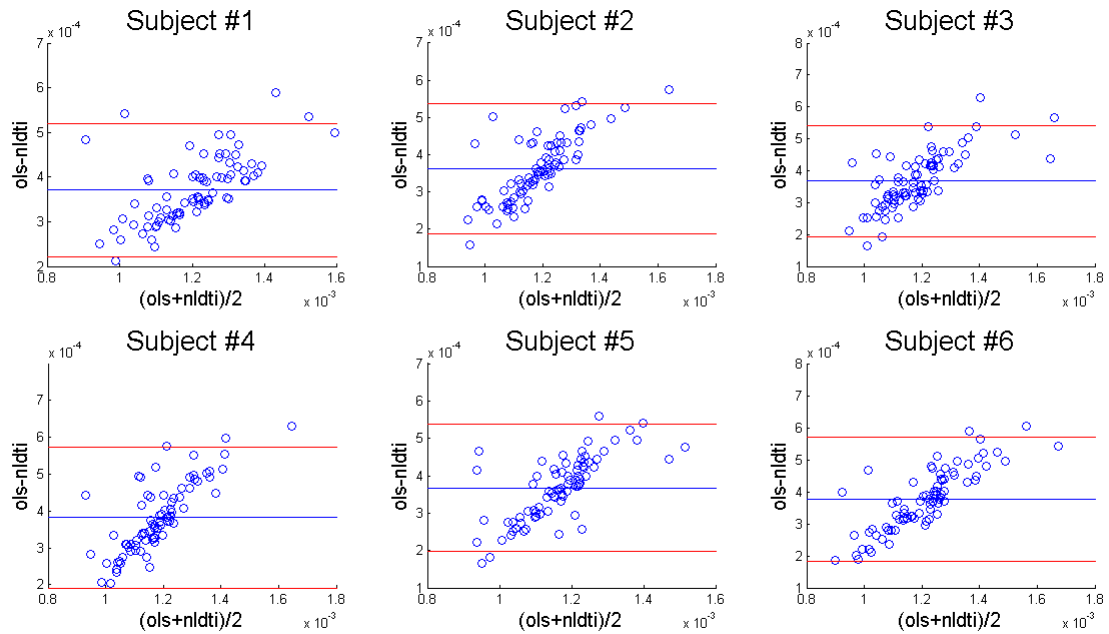 Subject #1
x 10⁻⁴
7
6
5
4
3
2
ols-nldti
0.8 1 1.2 1.4 1.6
(ols+nldti)/2
x 10⁻³
Subject #2
x 10⁻⁴
7
6
5
4
3
2
1
ols-nldti
0.8 1 1.2 1.4 1.6 1.8
(ols+nldti)/2
x 10⁻³
Subject #3
x 10⁻⁴
8
7
6
5
4
3
2
1
ols-nldti
0.8 1 1.2 1.4 1.6 1.8
(ols+nldti)/2
x 10⁻³
Subject #4
x 10⁻⁴
7
6
5
4
3
2
ols-nldti
0.8 1 1.2 1.4 1.6 1.8
(ols+nldti)/2
x 10⁻³
Subject #5
x 10⁻⁴
7
6
5
4
3
2
1
ols-nldti
0.8 1 1.2 1.4 1.6
(ols+nldti)/2
x 10⁻³
Subject #6
x 10⁻⁴
8
7
6
5
4
3
2
1
ols-nldti
0.8 1 1.2 1.4 1.6 1.8
(ols+nldti)/2
x 10⁻³